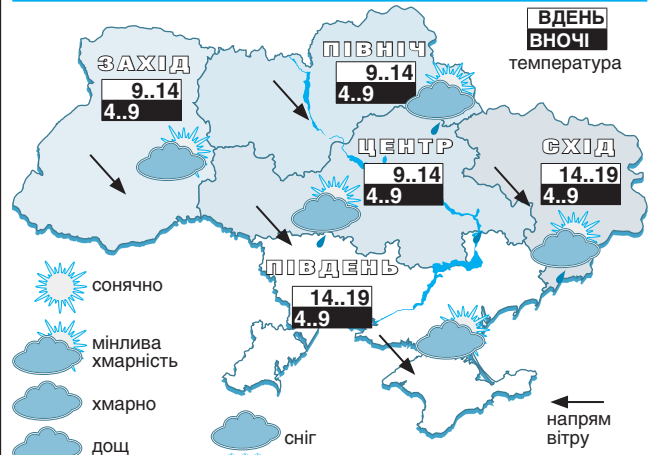 ВДЕНЬ
ВНОЧІ
температура
ПІВНІЧ
9..14
4..9
ЗАХІД
9..14
4..9
ЦЕНТР
9..14
4..9
СХІД
14..19
4..9
ПІВДЕНЬ
14..19
4..9
сонячно
мінлива
хмарність
хмарно
дощ
сніг
напрям
вітру